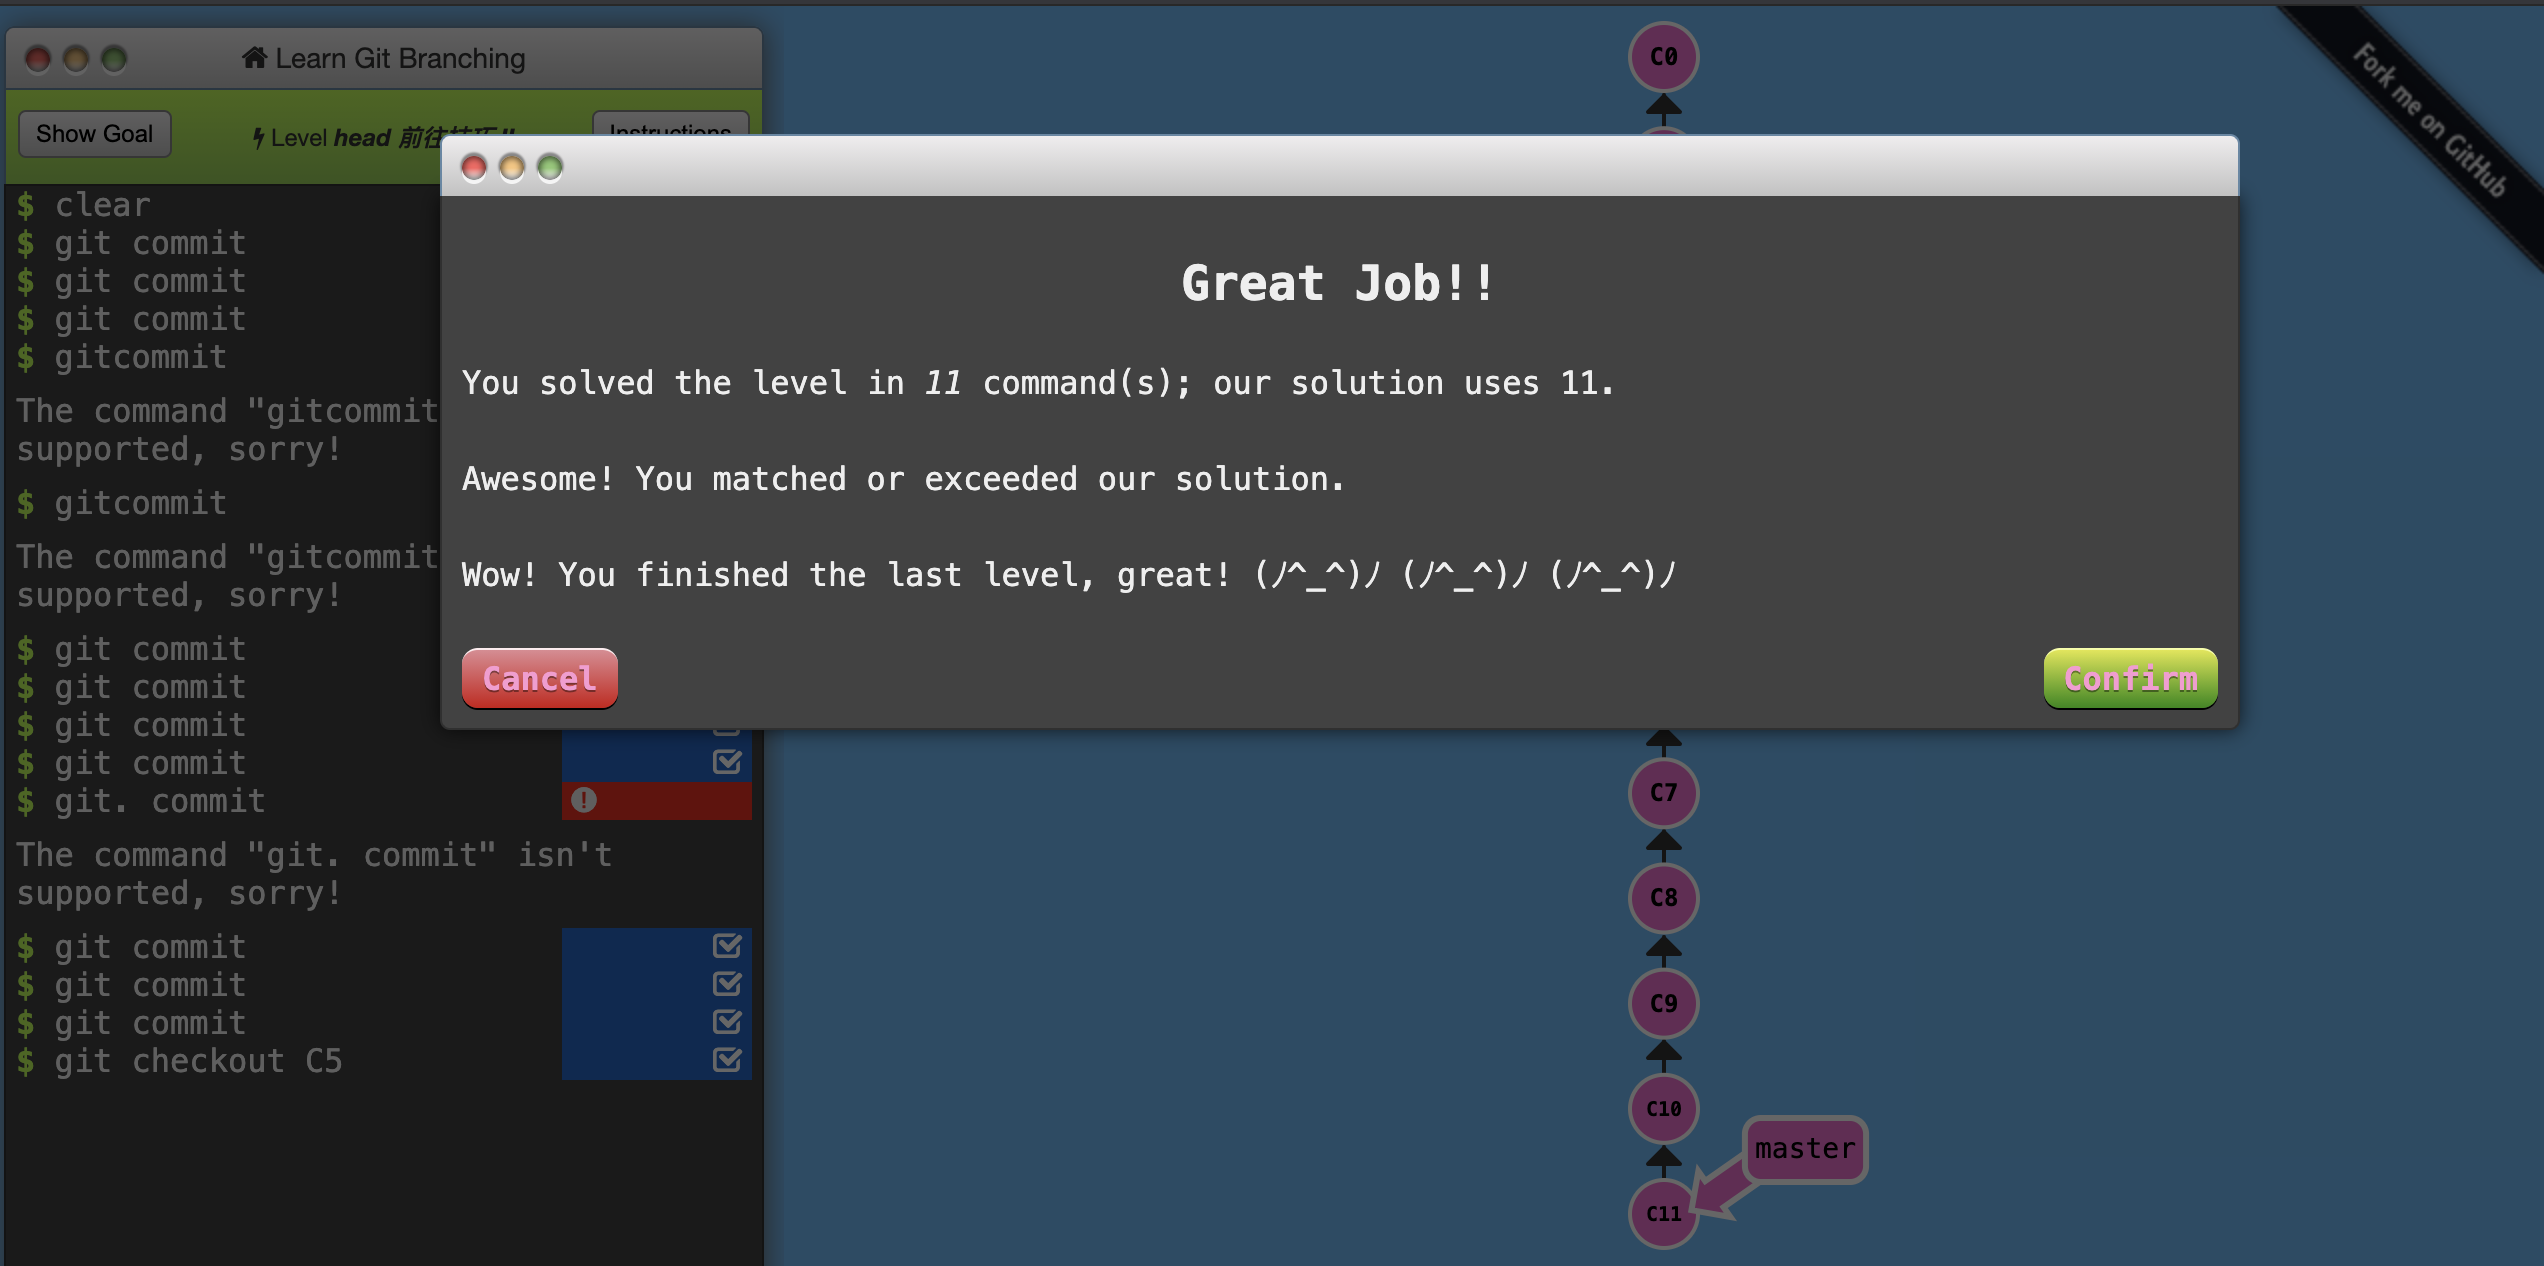 Learn Git Branching
Show Goal
Level head 前往技巧!!
Instructions
$ clear
$ git commit
$ git commit
$ git commit
$ gitcommit
The command "gitcommit
supported, sorry!
$ gitcommit
The command "gitcommit
supported, sorry!
$ git commit
$ git commit
$ git commit
$ git commit
$ git. commit
The command "git. commit" isn't
supported, sorry!
$ git commit
$ git commit
$ git commit
$ git checkout C5
Great Job!!
You solved the level in 11 command(s); our solution uses 11.
Awesome! You matched or exceeded our solution.
Wow! You finished the last level, great! (ﾉ^_^)ﾉ (ﾉ^_^)ﾉ (ﾉ^_^)ﾉ
Cancel
Confirm
C0
C7
C8
C9
C10
master
C11
Fork me on GitHub